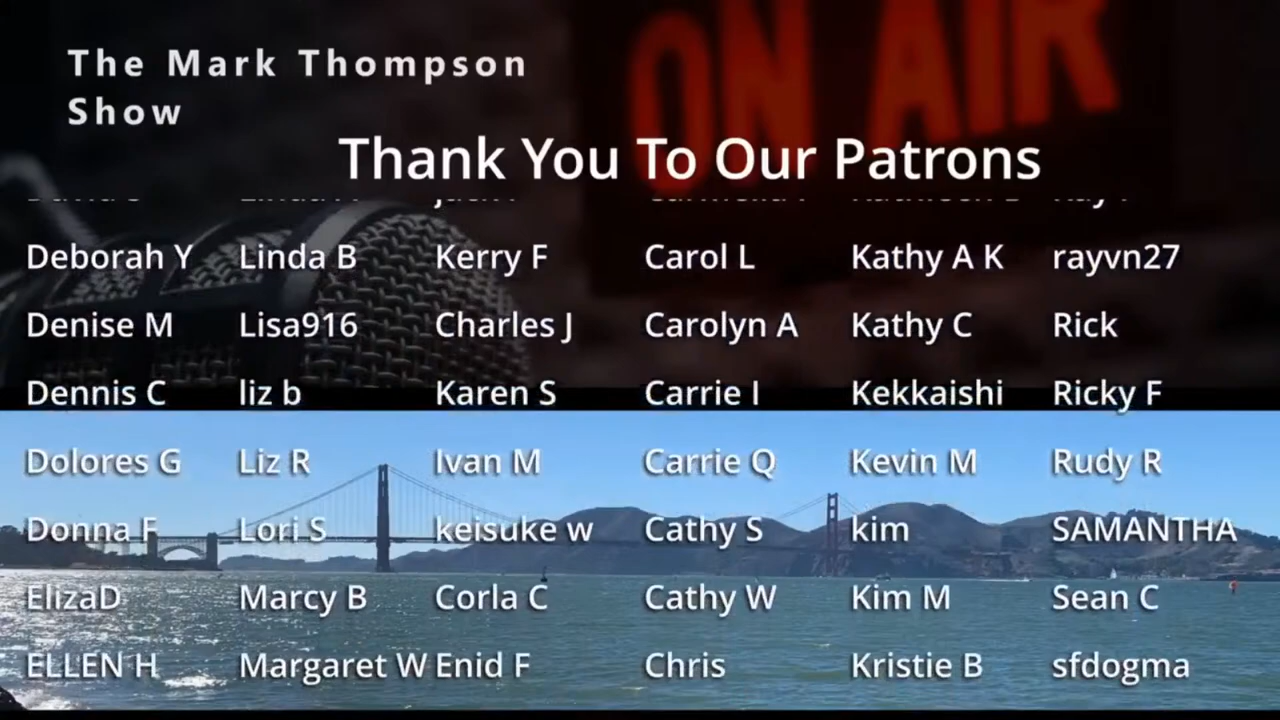 The Mark Thompson
Show
ON AIR
Thank You To Our Patrons
Deborah Y Linda B Kerry F Carol L Kathy A K rayvn27
Denise M Lisa916 Charles J Carolyn A Kathy C Rick
Dennis C liz b Karen S Carrie I Kekkaishi Ricky F
Dolores G Liz R Ivan M Carrie Q Kevin M Rudy R
Donna F Lori S keisuke w Cathy S kim SAMANTHA
ElizaD Marcy B Corla C Cathy W Kim M Sean C
ELLEN H Margaret W Enid F Chris Kristie B sfdogma